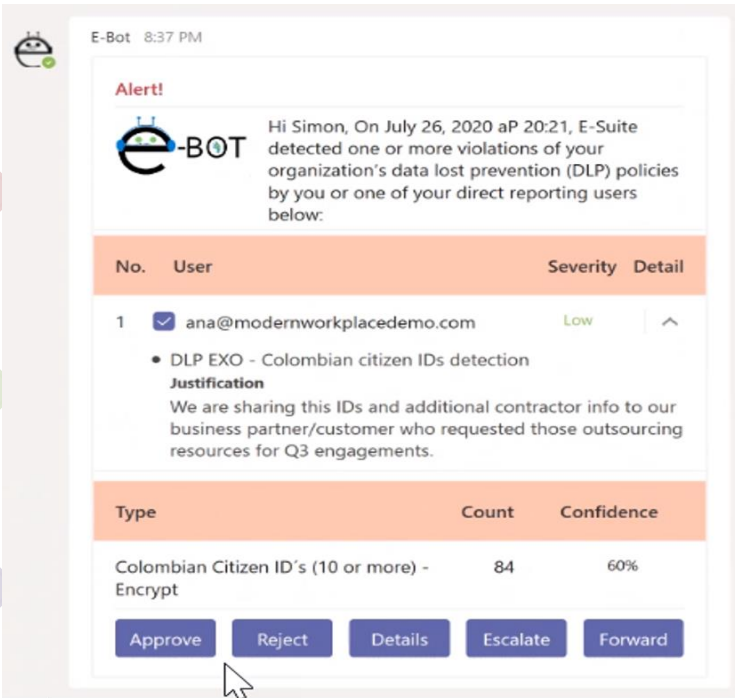 E-Bot 8:37 PM
Alert!
e-BOT
Hi Simon, On July 26, 2020 aP 20:21, E-Suite
detected one or more violations of your
organization's data lost prevention (DLP) policies
by you or one of your direct reporting users
below:
No. User Severity Detail
1 ana@modernworkplacedemo.com Low
• DLP EXO - Colombian citizen IDs detection
Justification
We are sharing this IDs and additional contractor info to our
business partner/customer who requested those outsourcing
resources for Q3 engagements.
Type Count Confidence
Colombian Citizen ID´s (10 or more) - 84 60%
Encrypt
Approve Reject Details Escalate Forward